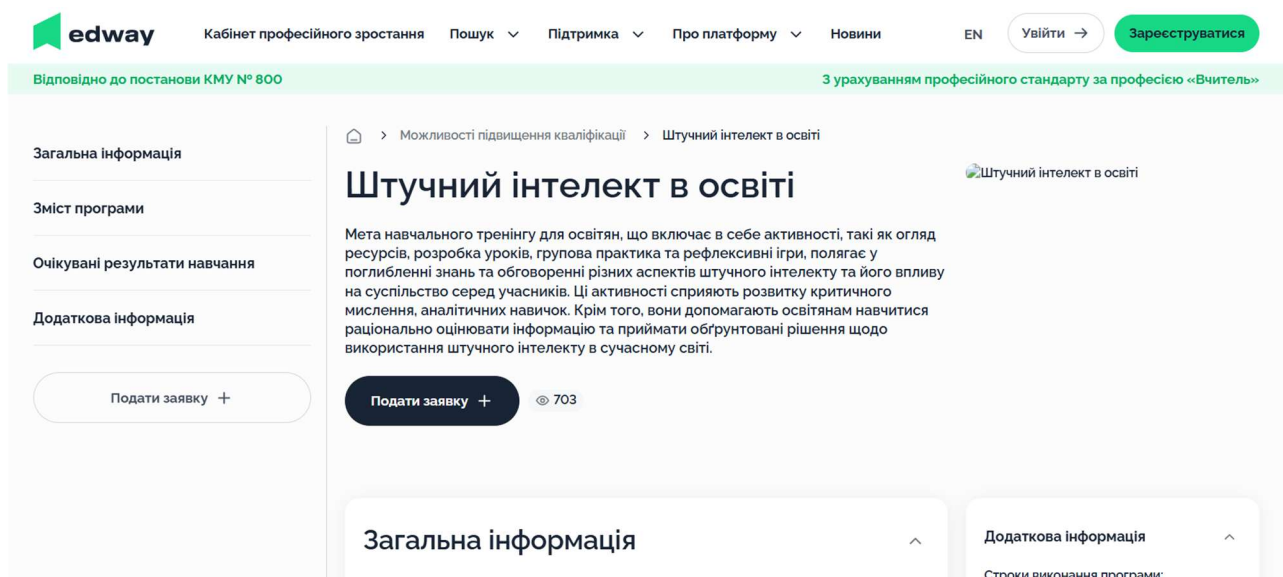 edway
Кабінет професійного зростання Пошук Підтримка Про платформу Новини EN Увійти → Зареєструватися
Відповідно до постанови КМУ № 800 З урахуванням професійного стандарту за професією «Вчитель»
Загальна інформація
Зміст програми
Очікувані результати навчання
Додаткова інформація
Подати заявку +
Можливості підвищення кваліфікації > Штучний інтелект в освіті
Штучний інтелект в освіті
Штучний інтелект в освіті
Мета навчального тренінгу для освітян, що включає в себе активності, такі як огляд
ресурсів, розробка уроків, групова практика та рефлексивні ігри, полягає у
поглибленні знань та обговоренні різних аспектів штучного інтелекту та його впливу
на суспільство серед учасників. Ці активності сприяють розвитку критичного
мислення, аналітичних навичок. Крім того, вони допомагають освітянам навчитися
раціонально оцінювати інформацію та приймати обґрунтовані рішення щодо
використання штучного інтелекту в сучасному світі.
Подати заявку + 703
Загальна інформація
Додаткова інформація
Строки виконання програми: